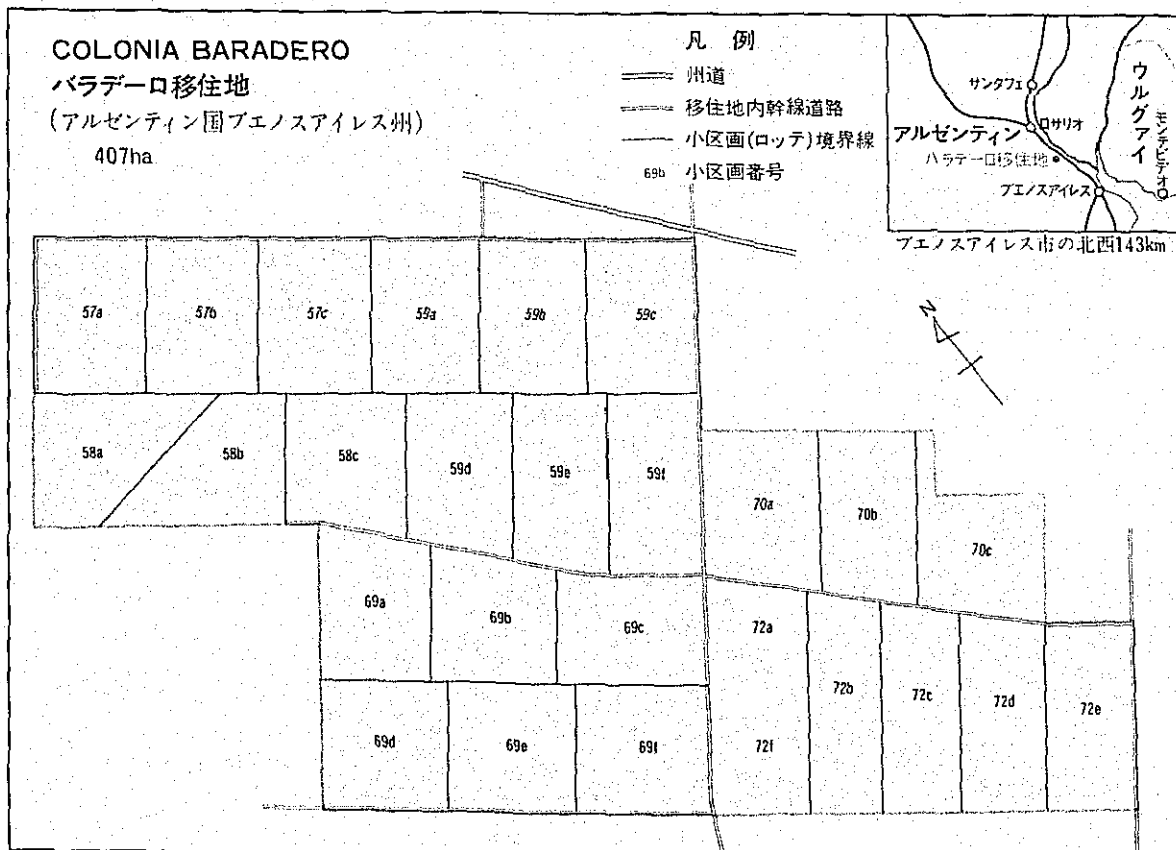 COLONIA BARADERO
バラデーロ移住地
(アルゼンティン国ブエノスアイレス州)
407ha
凡 例
州道
移住地内幹線道路
小区画(ロッテ)境界線
69b 小区画番号
サンタフェ
ロサリオ
アルゼンティン
バラデーロ移住地
ブエノスアイレス
ウルグァイ
モンテビデオ
ブエノスアイレス市の北西143km
N
57a 57b 57c 59a 59b 59c
58a 58b 58c 59d 59e 59f
70a 70b 70c
69a 69b 69c 72a
72b 72c 72d 72e
69d 69e 69f 72f